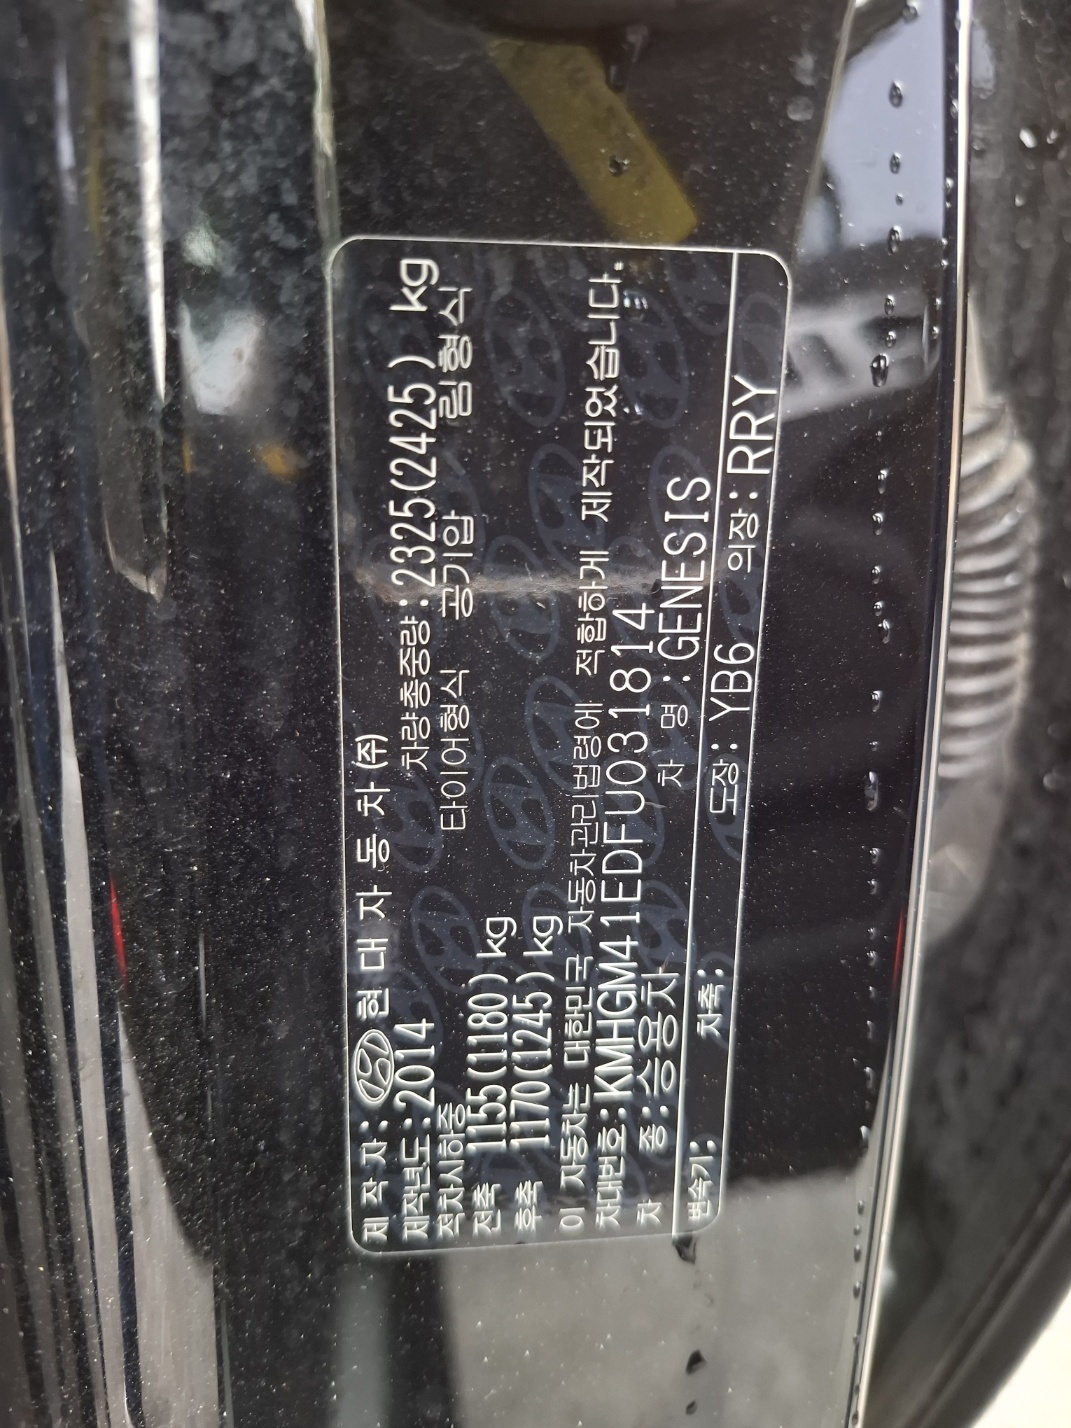 제 작 자: 현 대 자 동 차 (주)
제작년도: 2014 차량총중량: 2325(2425) kg
적차시하중 타이어형식 공기압 림형식
전축 1155(1180) kg
후축 1170(1245) kg
이 자동차는 대한민국 자동차관리법령에 적합하게 제작되었습니다.
차대번호: KMHGM41EDFU031814
차 종: 승용차 차 명: GENESIS
변속기: 차축: 도장: YB6 의장: RRY